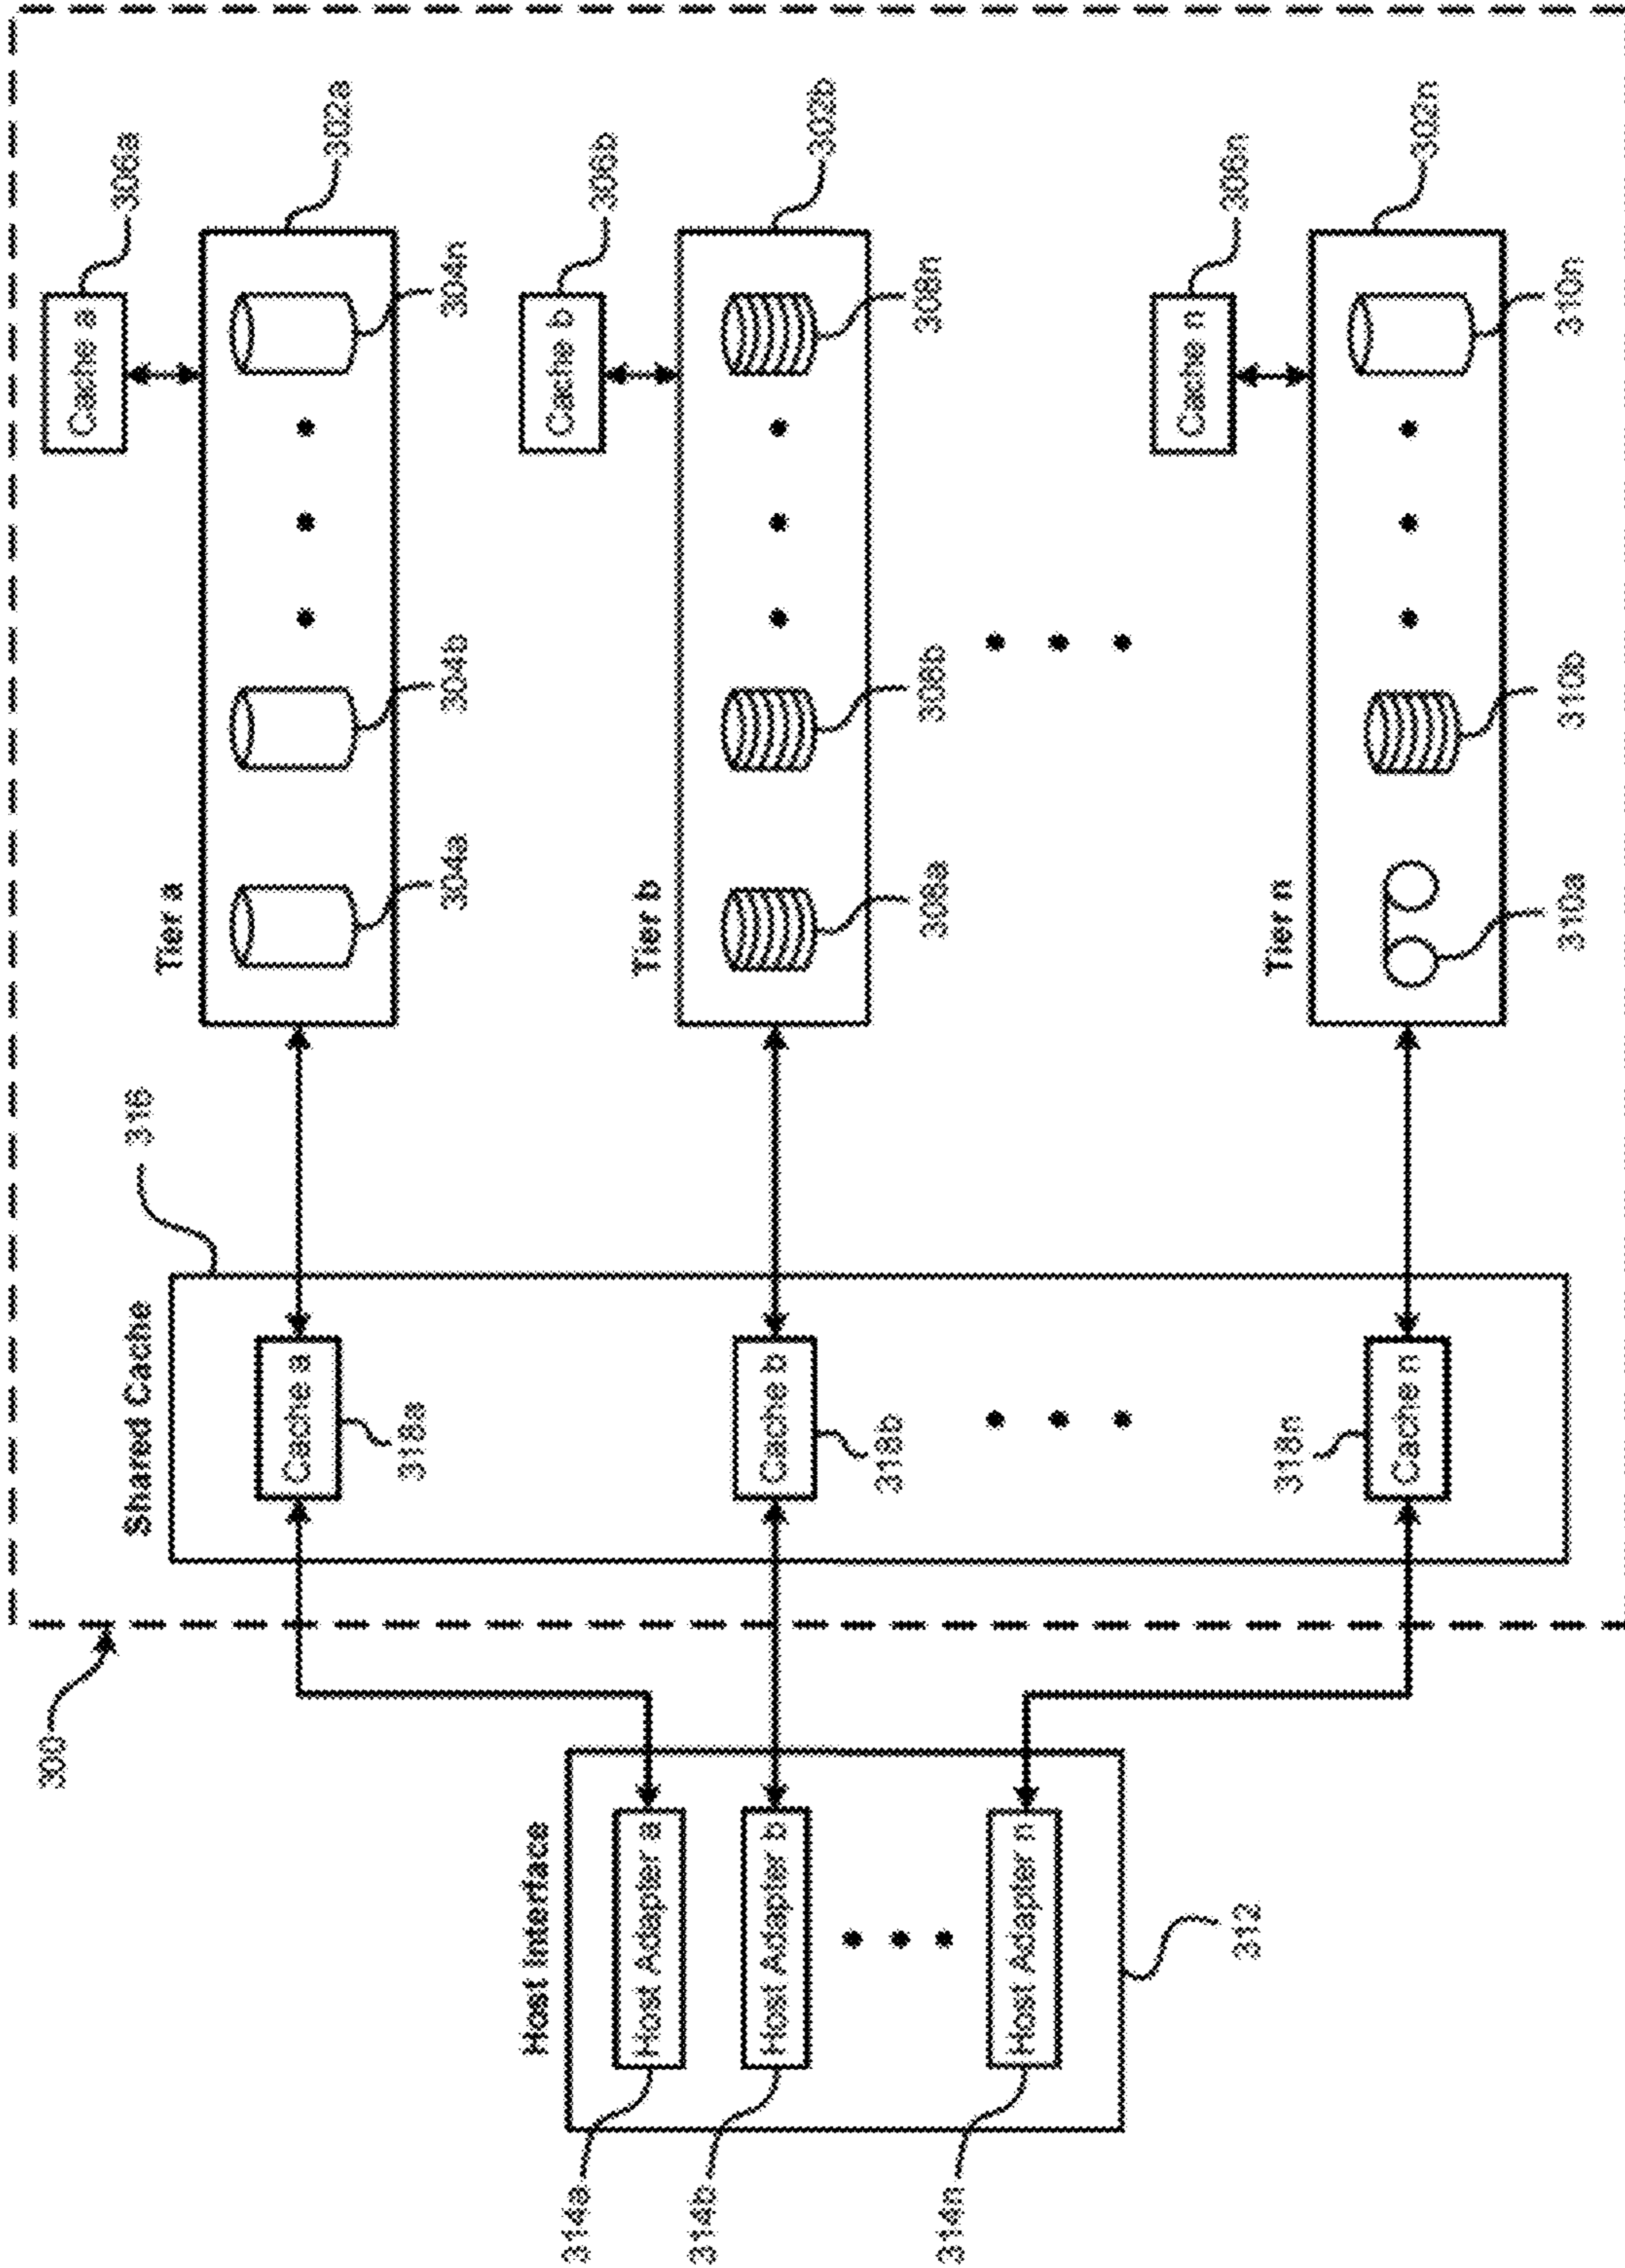 300
Cache a
306a
Shared Cache
316
Tier a
Cache a
302a
318a
304a
304b
304n
Host Interface
Cache b
314a
306b
Host Adapter a
Tier b
314b
Host Adapter b
Cache b
302b
318b
308a
308b
308n
314n
Host Adapter n
Cache n
306n
312
Tier n
318n
Cache n
302n
310a
310b
310n